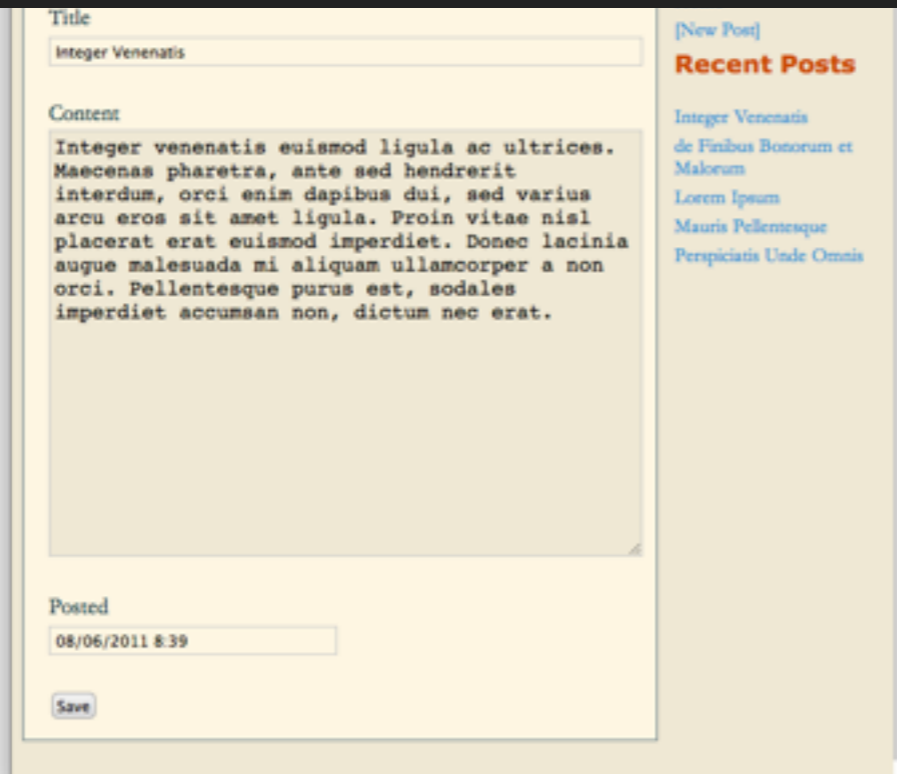 Title
Integer Venenatis
Content
Integer venenatis euismod ligula ac ultrices.
Maecenas pharetra, ante sed hendrerit
interdum, orci enim dapibus dui, sed varius
arcu eros sit amet ligula. Proin vitae nisl
placerat erat euismod imperdiet. Donec lacinia
augue malesuada mi aliquam ullamcorper a non
orci. Pellentesque purus est, sodales
imperdiet accumsan non, dictum nec erat.
Posted
08/06/2011 8:39
Save
[New Post]
Recent Posts
Integer Venenatis
de Finibus Bonorum et
Malorum
Lorem Ipsum
Mauris Pellentesque
Perspiciatis Unde Omnis